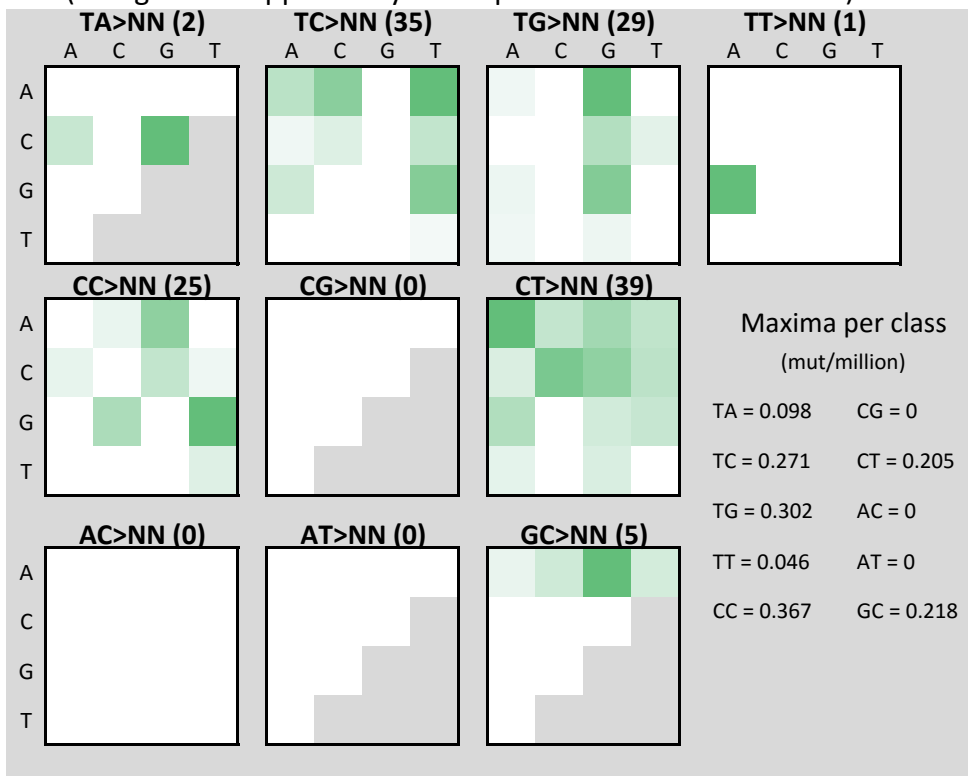 TA>NN (2) TC>NN (35) TG>NN (29) TT>NN (1)
A C G T A C G T A C G T A C G T
A
C
G
T
CC>NN (25) CG>NN (0) CT>NN (39)
A
C
G
T
Maxima per class
(mut/million)
TA = 0.098 CG = 0
TC = 0.271 CT = 0.205
TG = 0.302 AC = 0
TT = 0.046 AT = 0
CC = 0.367 GC = 0.218
AC>NN (0) AT>NN (0) GC>NN (5)
A
C
G
T